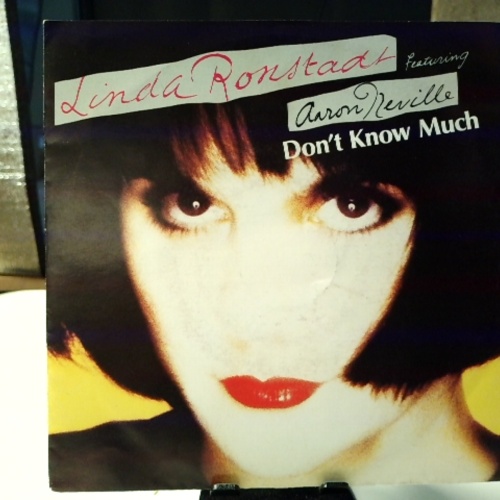 Linda Ronstadt Featuring
Aaron Neville
Don't Know Much